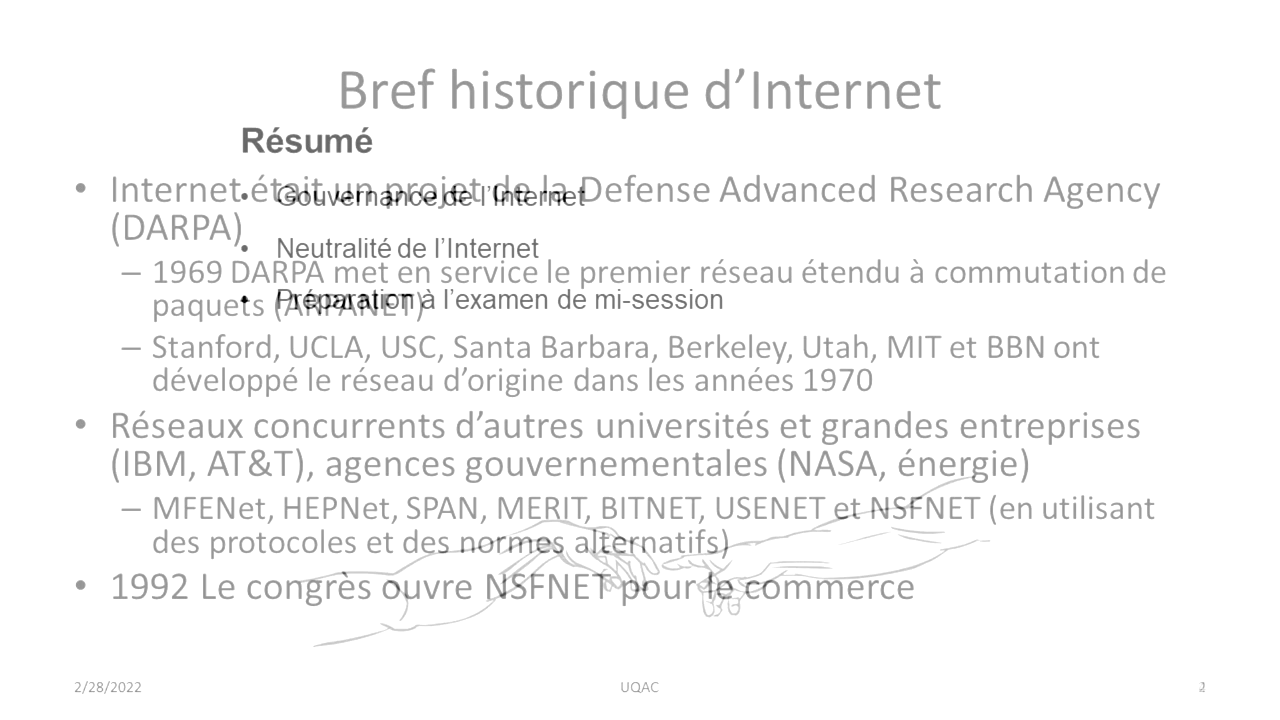 Bref historique d’Internet
Résumé
• Internet était un projet de la Defense Advanced Research Agency
(DARPA)
• Gouvernance de l’Internet
• Neutralité de l’Internet
– 1969 DARPA met en service le premier réseau étendu à commutation de
paquets (ARPANET)
• Préparation à l’examen de mi-session
– Stanford, UCLA, USC, Santa Barbara, Berkeley, Utah, MIT et BBN ont
développé le réseau d’origine dans les années 1970
• Réseaux concurrents d’autres universités et grandes entreprises
(IBM, AT&T), agences gouvernementales (NASA, énergie)
– MFENet, HEPNet, SPAN, MERIT, BITNET, USENET et NSFNET (en utilisant
des protocoles et des normes alternatifs)
• 1992 Le congrès ouvre NSFNET pour le commerce
2/28/2022 UQAC